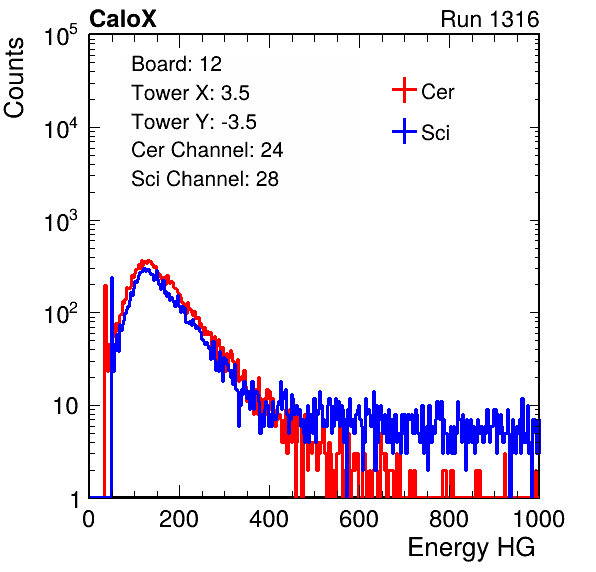 CaloX Run 1316
Counts
Board: 12
Tower X: 3.5
Tower Y: -3.5
Cer Channel: 24
Sci Channel: 28
Cer
Sci
10^5
10^4
10^3
10^2
10
1
0 200 400 600 800 1000
Energy HG